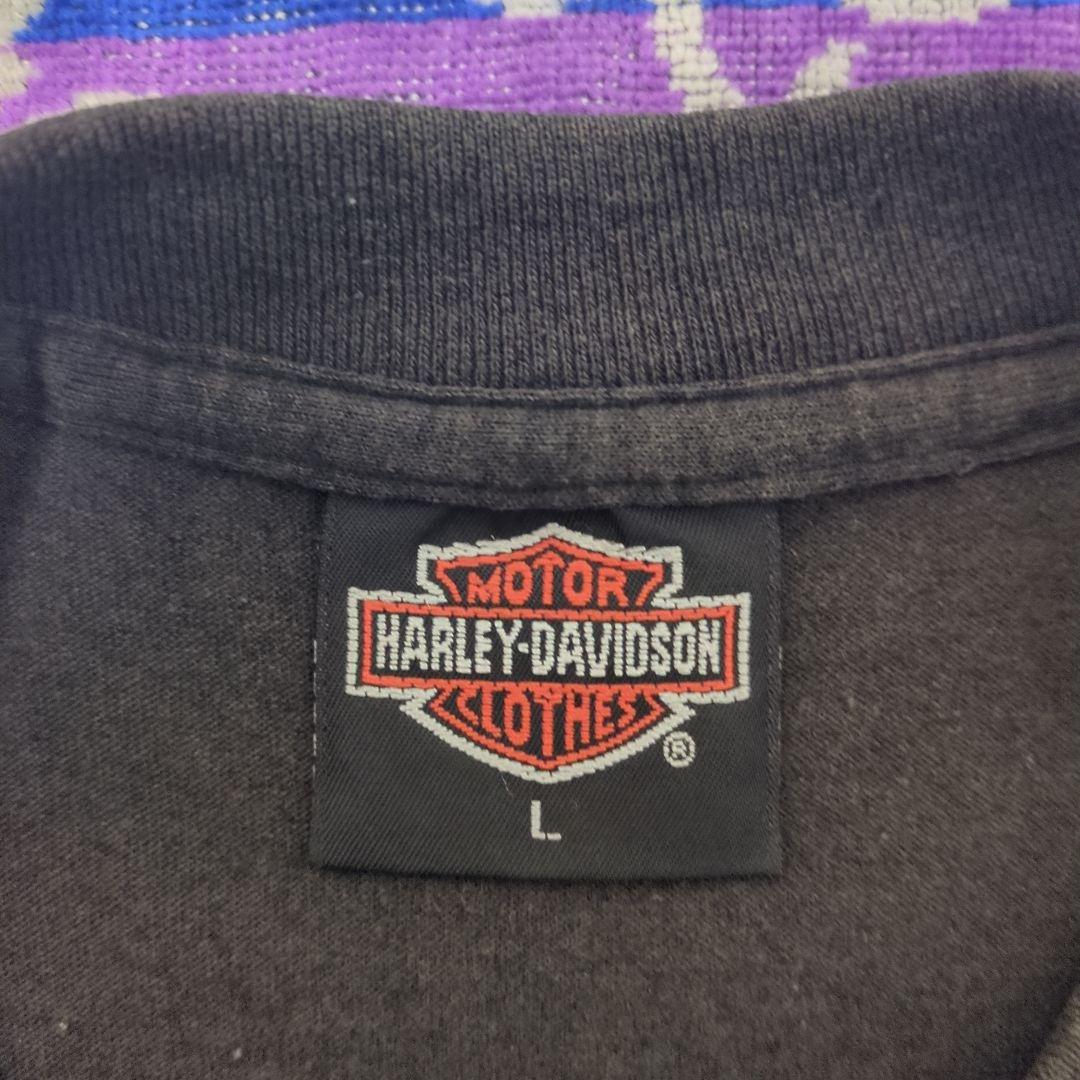 MOTOR
HARLEY-DAVIDSON
CLOTHES
®
L